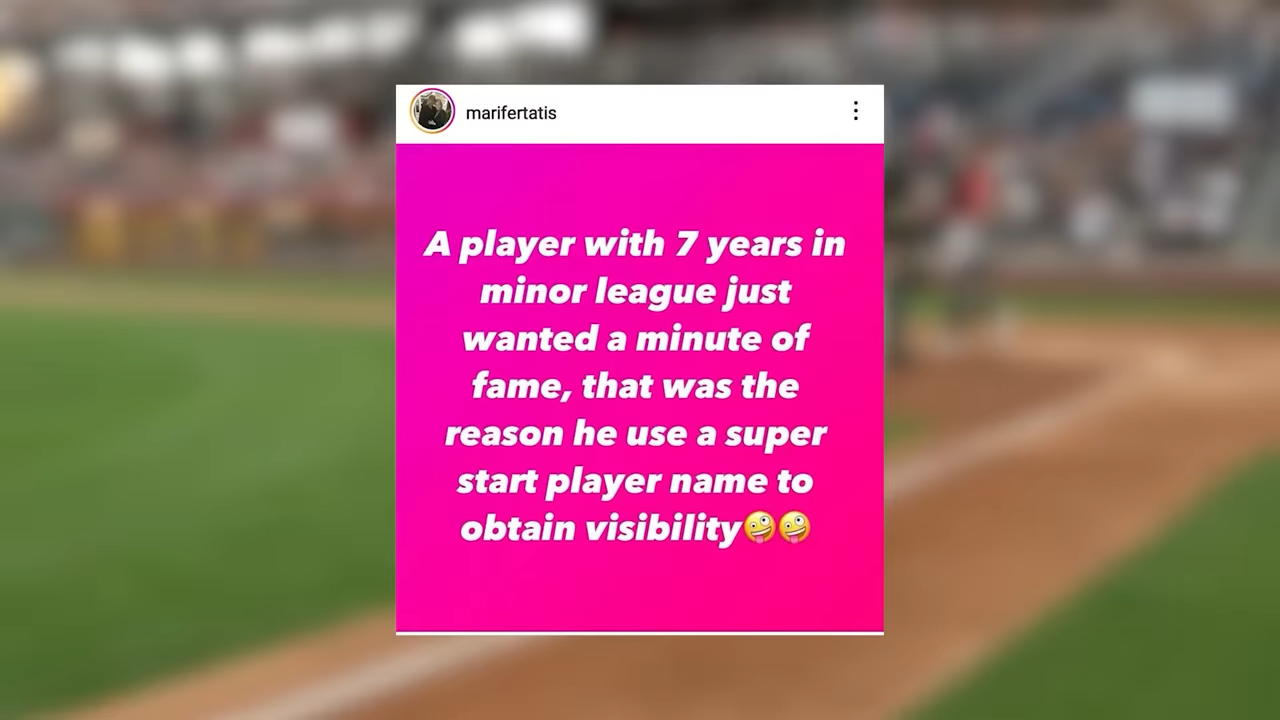 marifertatis
A player with 7 years in
minor league just
wanted a minute of
fame, that was the
reason he use a super
start player name to
obtain visibility🤪🤪